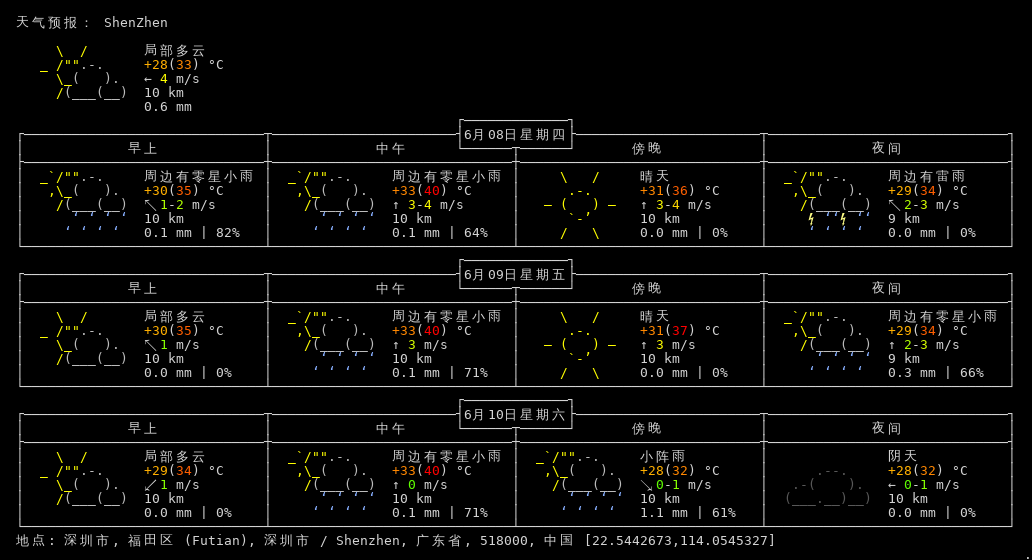 天气预报： ShenZhen
局部多云
+28(33) °C
← 4 m/s
10 km
0.6 mm
6月08日星期四
早上 中午 傍晚 夜间
周边有零星小雨 周边有零星小雨 晴天 周边有雷雨
+30(35) °C +33(40) °C +31(36) °C +29(34) °C
↖ 1-2 m/s ↑ 3-4 m/s ↑ 3-4 m/s ↖ 2-3 m/s
10 km 10 km 10 km 9 km
0.1 mm | 82% 0.1 mm | 64% 0.0 mm | 0% 0.0 mm | 0%
6月09日星期五
早上 中午 傍晚 夜间
局部多云 周边有零星小雨 晴天 周边有零星小雨
+30(35) °C +33(40) °C +31(37) °C +29(34) °C
↖ 1 m/s ↑ 3 m/s ↑ 3 m/s ↑ 2-3 m/s
10 km 10 km 10 km 9 km
0.0 mm | 0% 0.1 mm | 71% 0.0 mm | 0% 0.3 mm | 66%
6月10日星期六
早上 中午 傍晚 夜间
局部多云 周边有零星小雨 小阵雨 阴天
+29(34) °C +33(40) °C +28(32) °C +28(32) °C
↙ 1 m/s ↑ 0 m/s ↘ 0-1 m/s ← 0-1 m/s
10 km 10 km 10 km 10 km
0.0 mm | 0% 0.1 mm | 71% 1.1 mm | 61% 0.0 mm | 0%
地点: 深圳市, 福田区 (Futian), 深圳市 / Shenzhen, 广东省, 518000, 中国 [22.5442673,114.0545327]